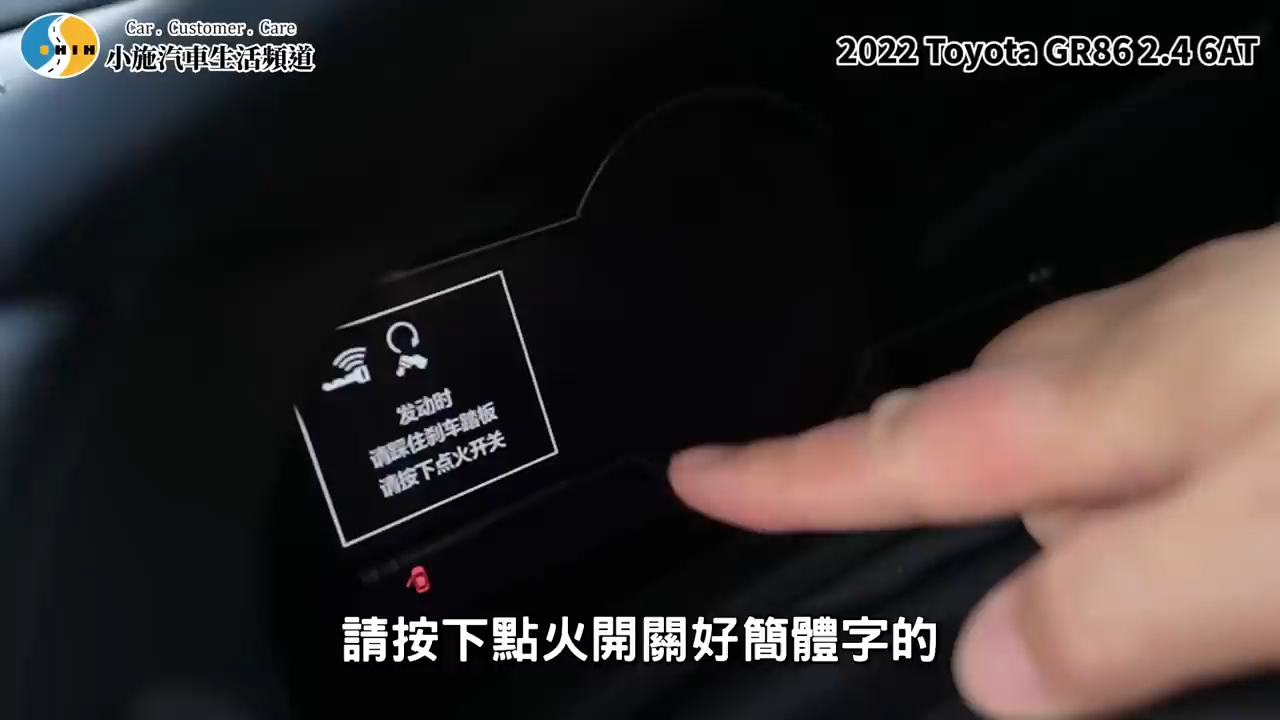 Car. Customer. Care
SHIH
小施汽車生活頻道
2022 Toyota GR86 2.4 6AT
发动时
请踩住刹车踏板
请按下点火开关
請按下點火開關好簡體字的